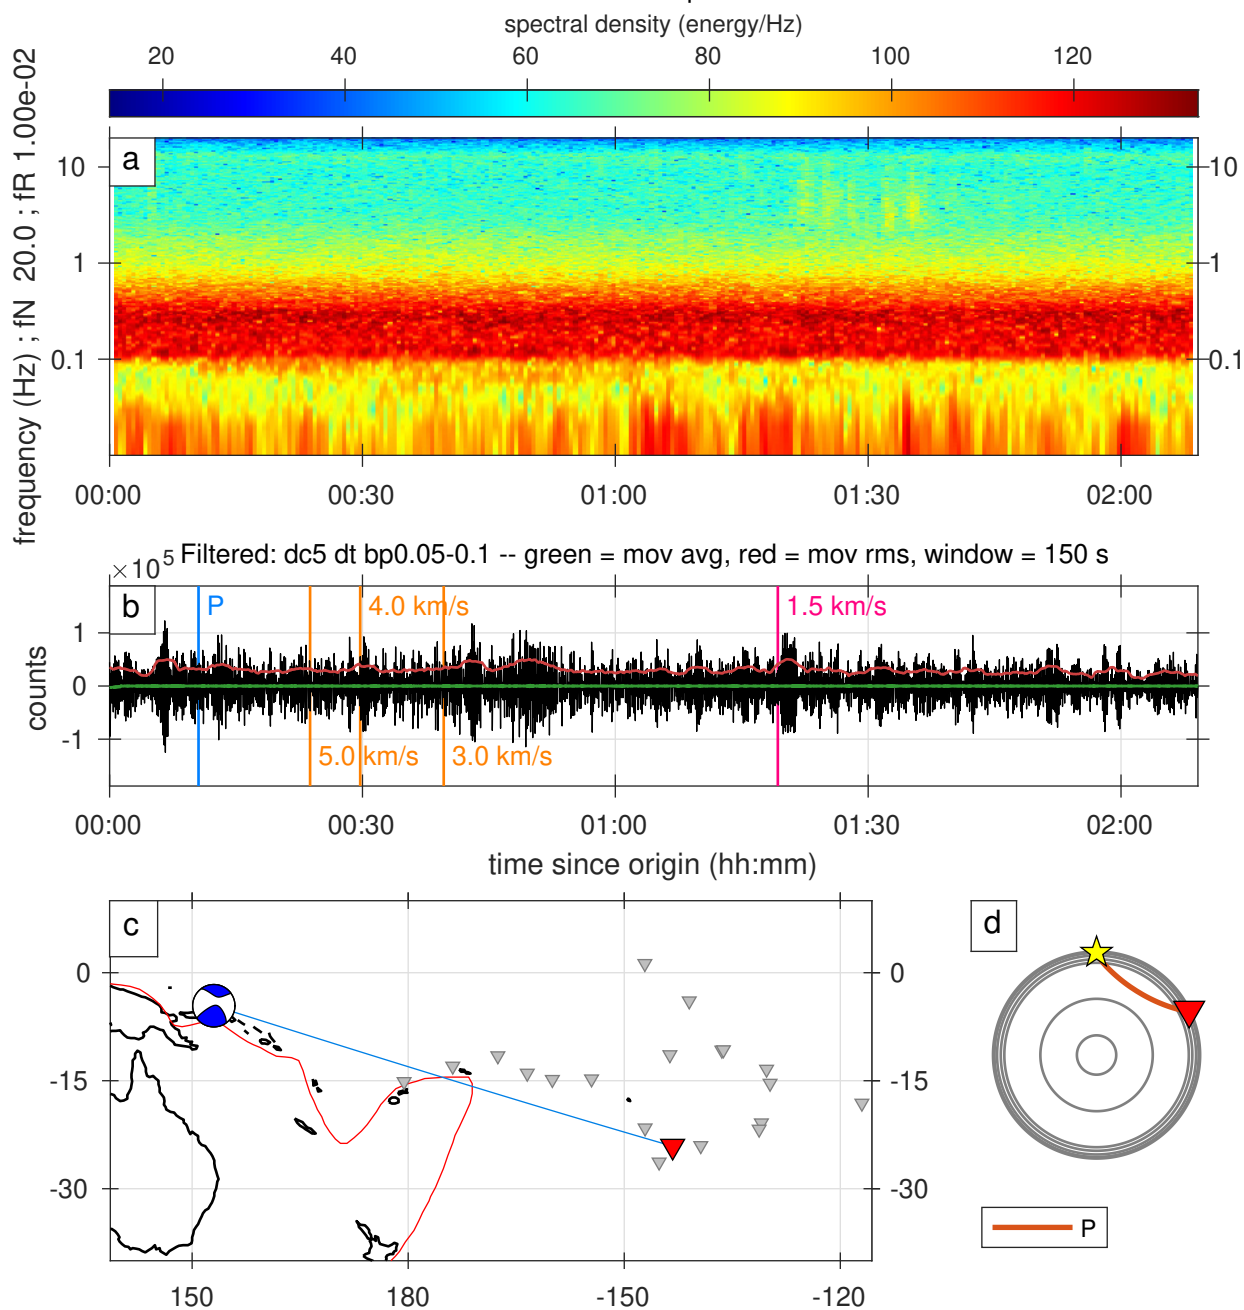 spectral density (energy/Hz)
20 40 60 80 100 120
frequency (Hz) ; fN 20.0 ; fR 1.00e-02
a
10 10
1 1
0.1 0.1
00:00 00:30 01:00 01:30 02:00
×10^5 Filtered: dc5 dt bp0.05-0.1 -- green = mov avg, red = mov rms, window = 150 s
b
P 4.0 km/s 1.5 km/s
counts
1
0
-1
5.0 km/s 3.0 km/s
00:00 00:30 01:00 01:30 02:00
time since origin (hh:mm)
c
d
-0 -0
-15 -15
-30 -30
150 180 -150 -120
P